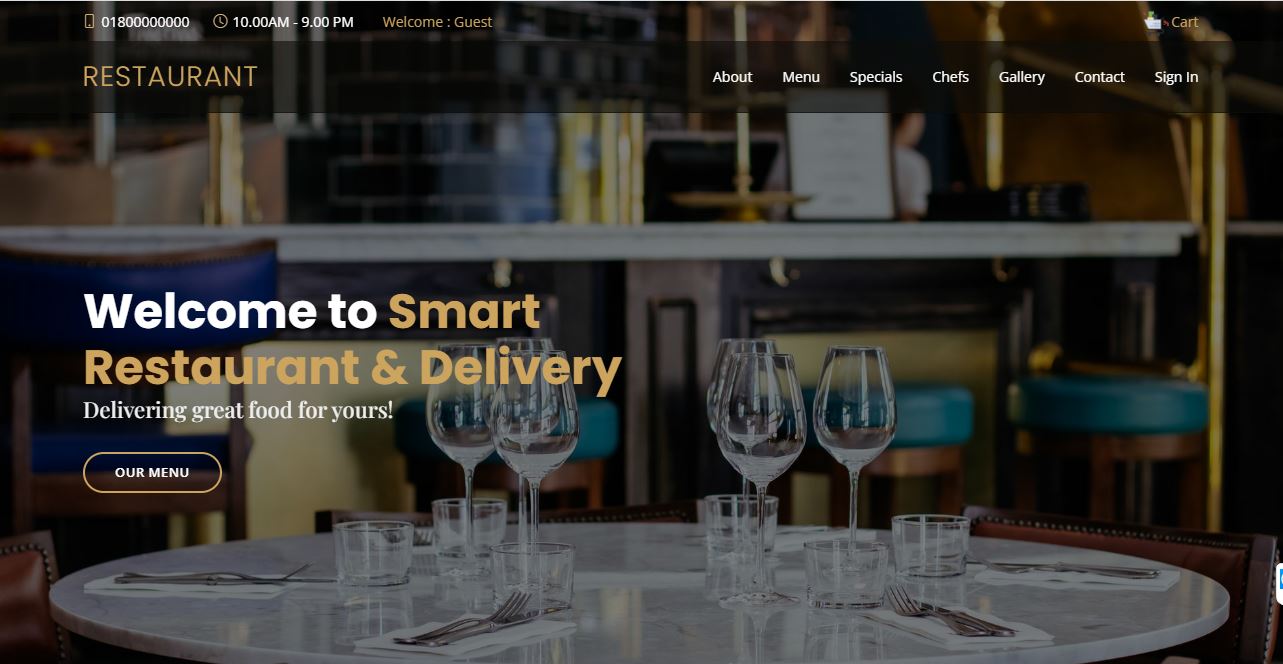 01800000000 10.00AM - 9.00 PM Welcome : Guest Cart
RESTAURANT About Menu Specials Chefs Gallery Contact Sign In
Welcome to Smart
Restaurant & Delivery
Delivering great food for yours!
OUR MENU